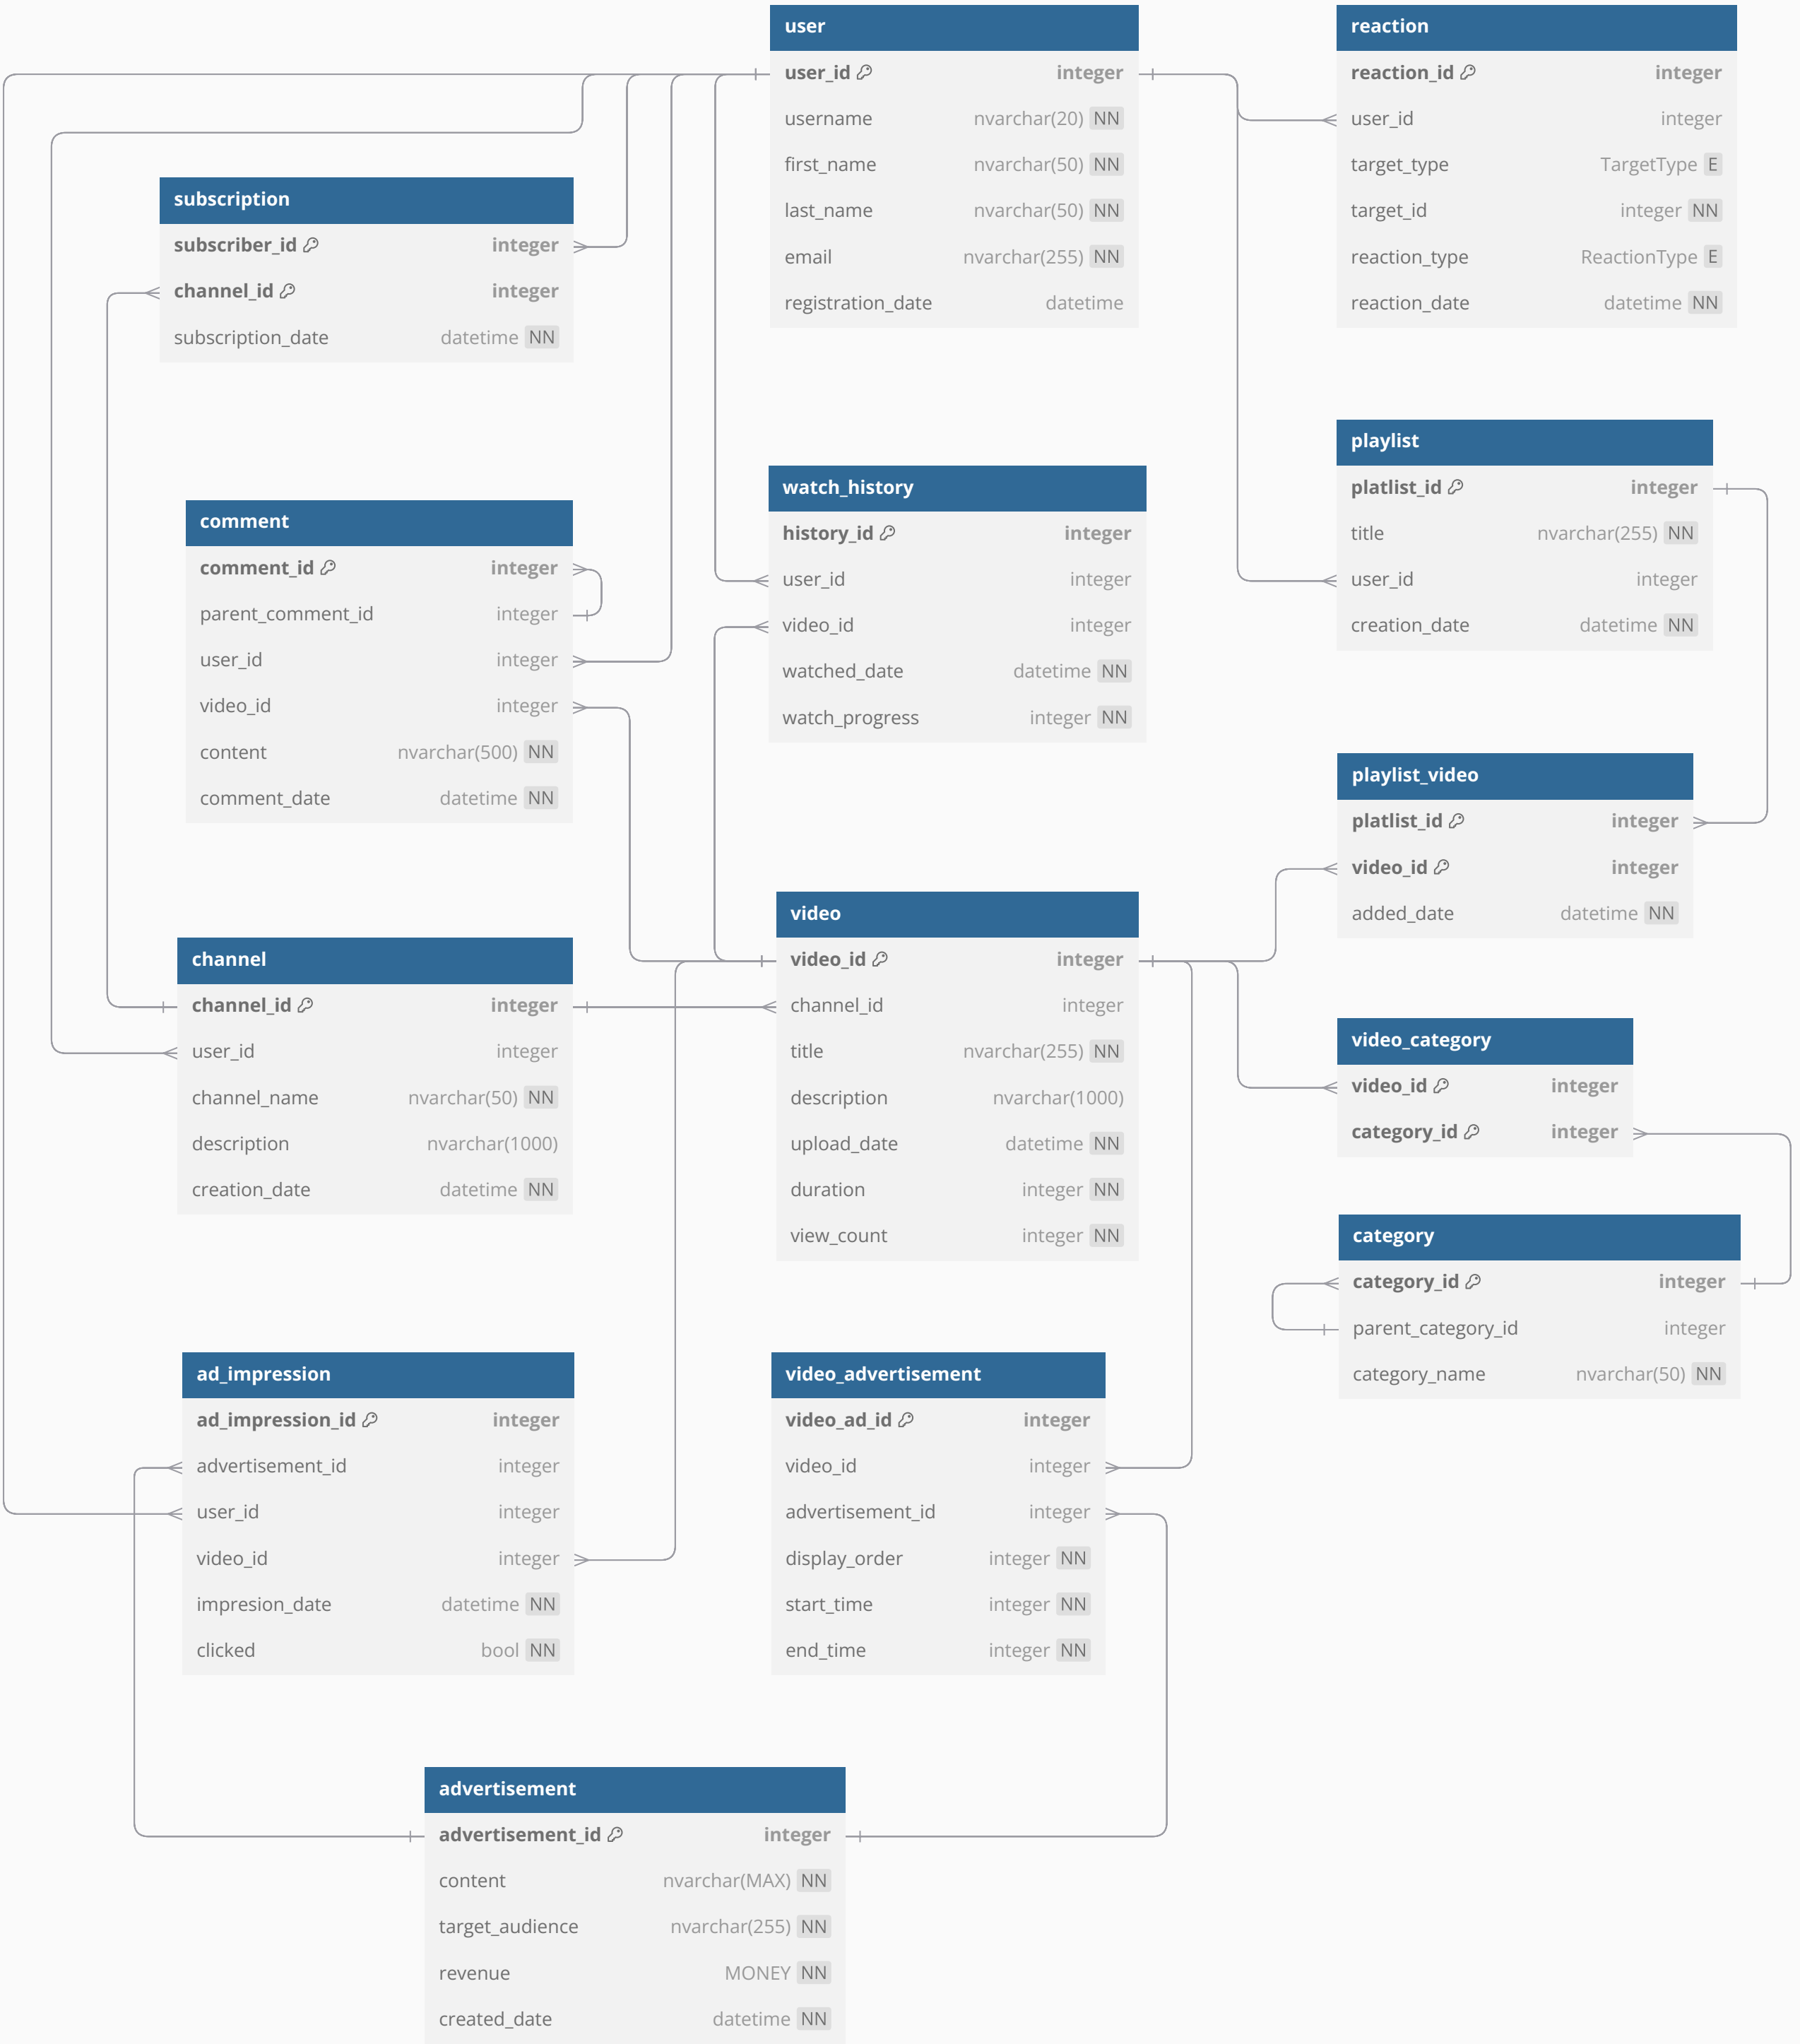 user
user_id integer
username nvarchar(20) NN
first_name nvarchar(50) NN
last_name nvarchar(50) NN
email nvarchar(255) NN
registration_date datetime
reaction
reaction_id integer
user_id integer
target_type TargetType E
target_id integer NN
reaction_type ReactionType E
reaction_date datetime NN
subscription
subscriber_id integer
channel_id integer
subscription_date datetime NN
playlist
platlist_id integer
title nvarchar(255) NN
user_id integer
creation_date datetime NN
watch_history
history_id integer
user_id integer
video_id integer
watched_date datetime NN
watch_progress integer NN
comment
comment_id integer
parent_comment_id integer
user_id integer
video_id integer
content nvarchar(500) NN
comment_date datetime NN
playlist_video
platlist_id integer
video_id integer
added_date datetime NN
video
video_id integer
channel_id integer
title nvarchar(255) NN
description nvarchar(1000)
upload_date datetime NN
duration integer NN
view_count integer NN
channel
channel_id integer
user_id integer
channel_name nvarchar(50) NN
description nvarchar(1000)
creation_date datetime NN
video_category
video_id integer
category_id integer
category
category_id integer
parent_category_id integer
category_name nvarchar(50) NN
ad_impression
ad_impression_id integer
advertisement_id integer
user_id integer
video_id integer
impresion_date datetime NN
clicked bool NN
video_advertisement
video_ad_id integer
video_id integer
advertisement_id integer
display_order integer NN
start_time integer NN
end_time integer NN
advertisement
advertisement_id integer
content nvarchar(MAX) NN
target_audience nvarchar(255) NN
revenue MONEY NN
created_date datetime NN